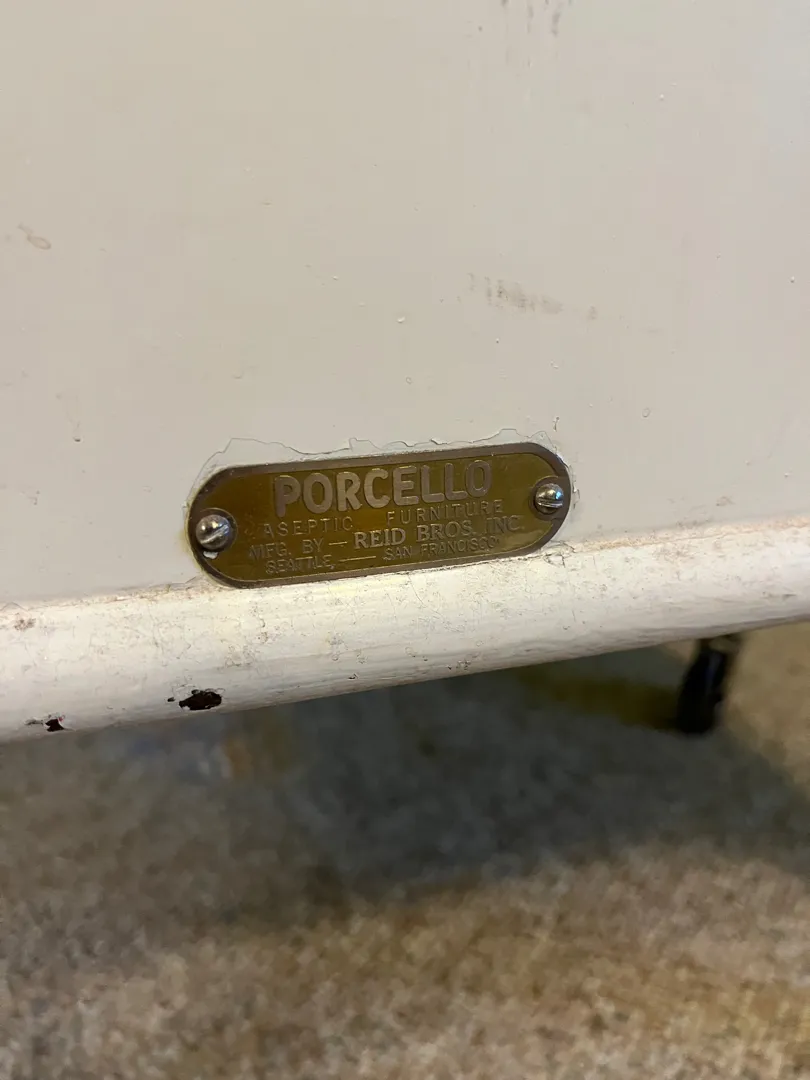 PORCELLO
ASEPTIC FURNITURE
MFG. BY — REID BROS. INC.
SEATTLE, — SAN FRANCISCO